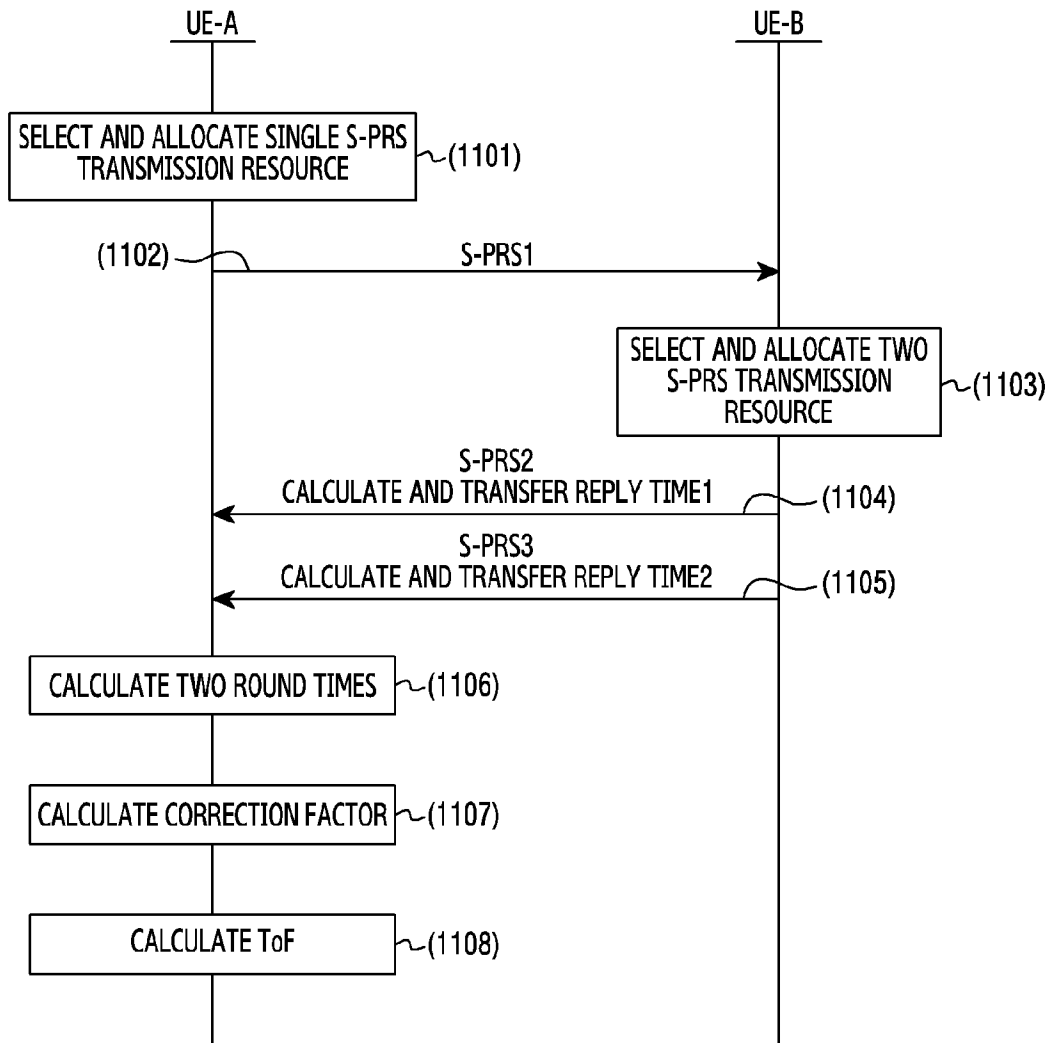 UE-A
UE-B
SELECT AND ALLOCATE SINGLE S-PRS
TRANSMISSION RESOURCE
(1101)
(1102)
S-PRS1
SELECT AND ALLOCATE TWO
S-PRS TRANSMISSION
RESOURCE
(1103)
S-PRS2
CALCULATE AND TRANSFER REPLY TIME1
(1104)
S-PRS3
CALCULATE AND TRANSFER REPLY TIME2
(1105)
CALCULATE TWO ROUND TIMES
(1106)
CALCULATE CORRECTION FACTOR
(1107)
CALCULATE ToF
(1108)